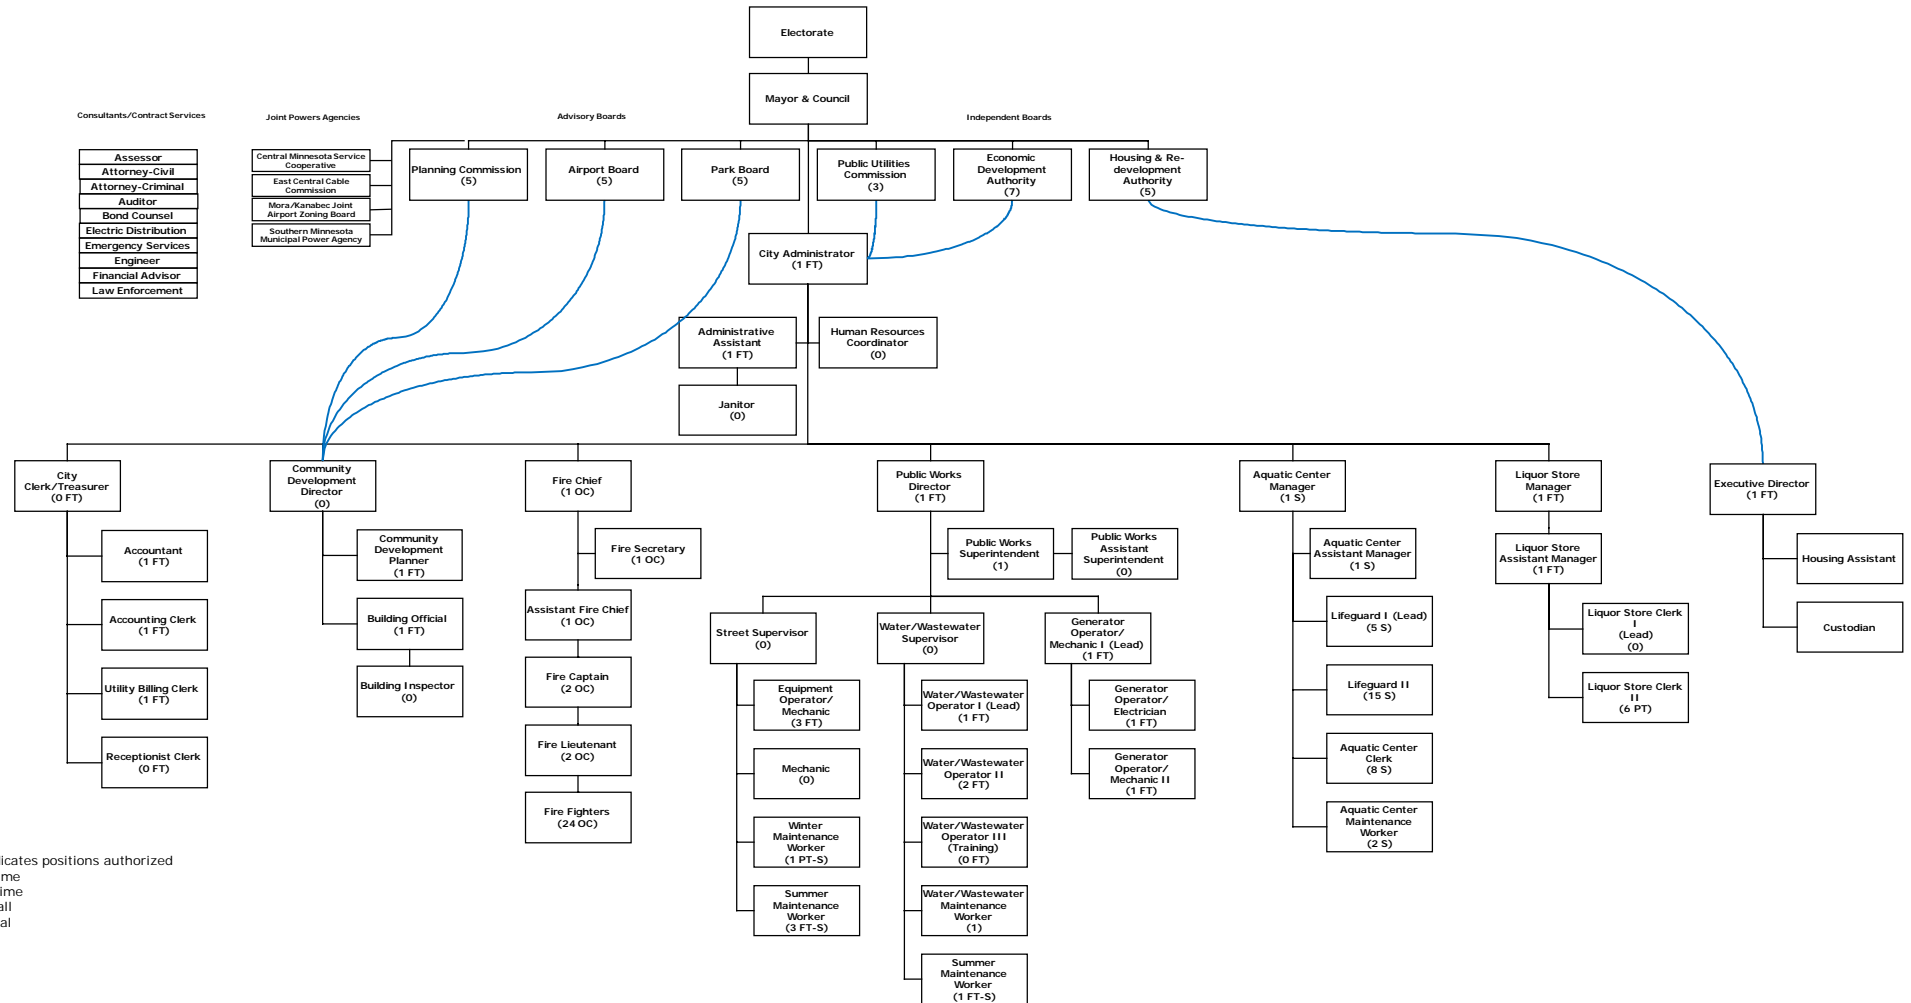 Electorate
Mayor & Council
Consultants/Contract Services
Joint Powers Agencies
Advisory Boards
Independent Boards
Assessor
Attorney-Civil
Attorney-Criminal
Auditor
Bond Counsel
Electric Distribution
Emergency Services
Engineer
Financial Advisor
Law Enforcement
Central Minnesota Service
Cooperative
East Central Cable
Commission
Mora/Kanabec Joint
Airport Zoning Board
Southern Minnesota
Municipal Power Agency
Planning Commission
(5)
Airport Board
(5)
Park Board
(5)
Public Utilities
Commission
(3)
Economic
Development
Authority
(7)
Housing & Re-
development
Authority
(5)
City Administrator
(1 FT)
Administrative
Assistant
(1 FT)
Human Resources
Coordinator
(0)
Janitor
(0)
City
Clerk/Treasurer
(0 FT)
Accountant
(1 FT)
Accounting Clerk
(1 FT)
Utility Billing Clerk
(1 FT)
Receptionist Clerk
(0 FT)
Community
Development
Director
(0)
Community
Development
Planner
(1 FT)
Building Official
(1 FT)
Building Inspector
(0)
Fire Chief
(1 OC)
Fire Secretary
(1 OC)
Assistant Fire Chief
(1 OC)
Fire Captain
(2 OC)
Fire Lieutenant
(2 OC)
Fire Fighters
(24 OC)
Public Works
Director
(1 FT)
Public Works
Superintendent
(1)
Public Works
Assistant
Superintendent
(0)
Street Supervisor
(0)
Equipment
Operator/
Mechanic
(3 FT)
Mechanic
(0)
Winter
Maintenance
Worker
(1 PT-S)
Summer
Maintenance
Worker
(3 FT-S)
Water/Wastewater
Supervisor
(0)
Water/Wastewater
Operator I (Lead)
(1 FT)
Water/Wastewater
Operator II
(2 FT)
Water/Wastewater
Operator III
(Training)
(0 FT)
Water/Wastewater
Maintenance
Worker
(1)
Summer
Maintenance
Worker
(1 FT-S)
Generator
Operator/
Mechanic I (Lead)
(1 FT)
Generator
Operator/
Electrician
(1 FT)
Generator
Operator/
Mechanic II
(1 FT)
Aquatic Center
Manager
(1 S)
Aquatic Center
Assistant Manager
(1 S)
Lifeguard I (Lead)
(5 S)
Lifeguard II
(15 S)
Aquatic Center
Clerk
(8 S)
Aquatic Center
Maintenance
Worker
(2 S)
Liquor Store
Manager
(1 FT)
Liquor Store
Assistant Manager
(1 FT)
Liquor Store Clerk
I
(Lead)
(0)
Liquor Store Clerk
II
(6 PT)
Executive Director
(1 FT)
Housing Assistant
Custodian
positions authorized